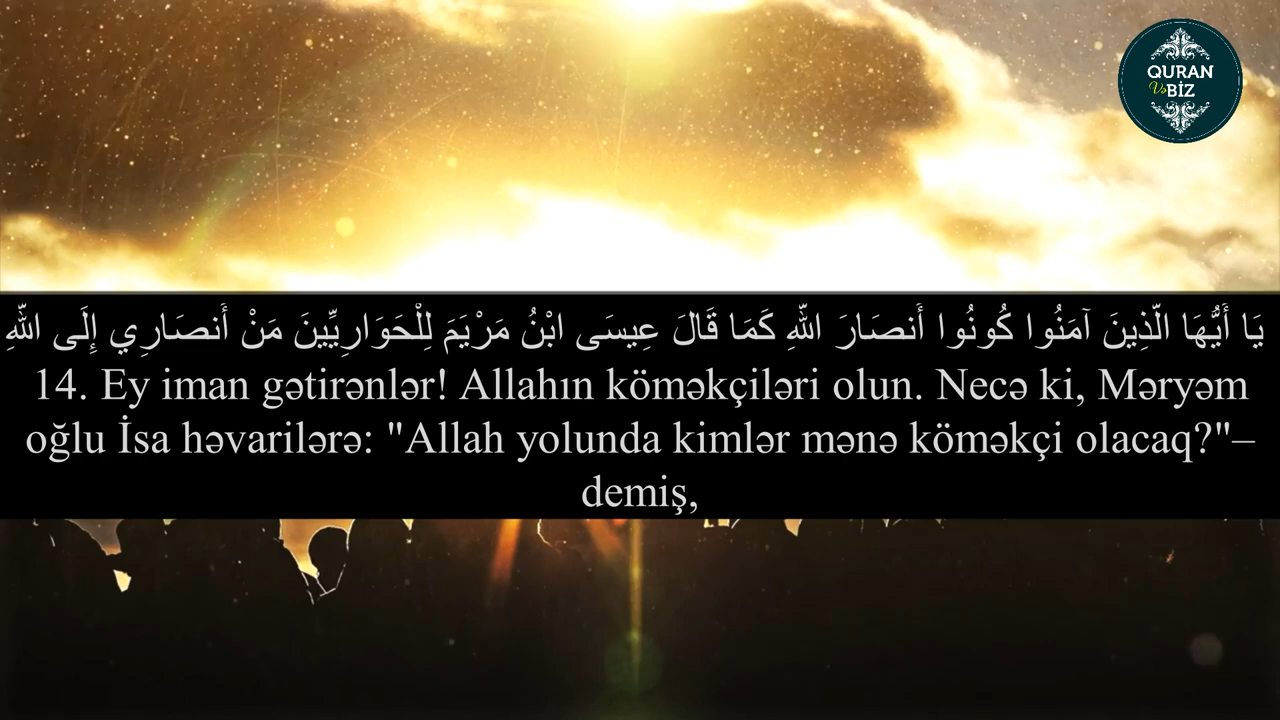 QURAN
Və BİZ
يَا أَيُّهَا الَّذِينَ آمَنُوا كُونُوا أَنصَارَ اللَّهِ كَمَا قَالَ عِيسَى ابْنُ مَرْيَمَ لِلْحَوَارِيِّينَ مَنْ أَنصَارِي إِلَى اللَّهِ
14. Ey iman gətirənlər! Allahın köməkçiləri olun. Necə ki, Məryəm
oğlu İsa həvarilərə: "Allah yolunda kimlər mənə köməkçi olacaq?"–
demiş,